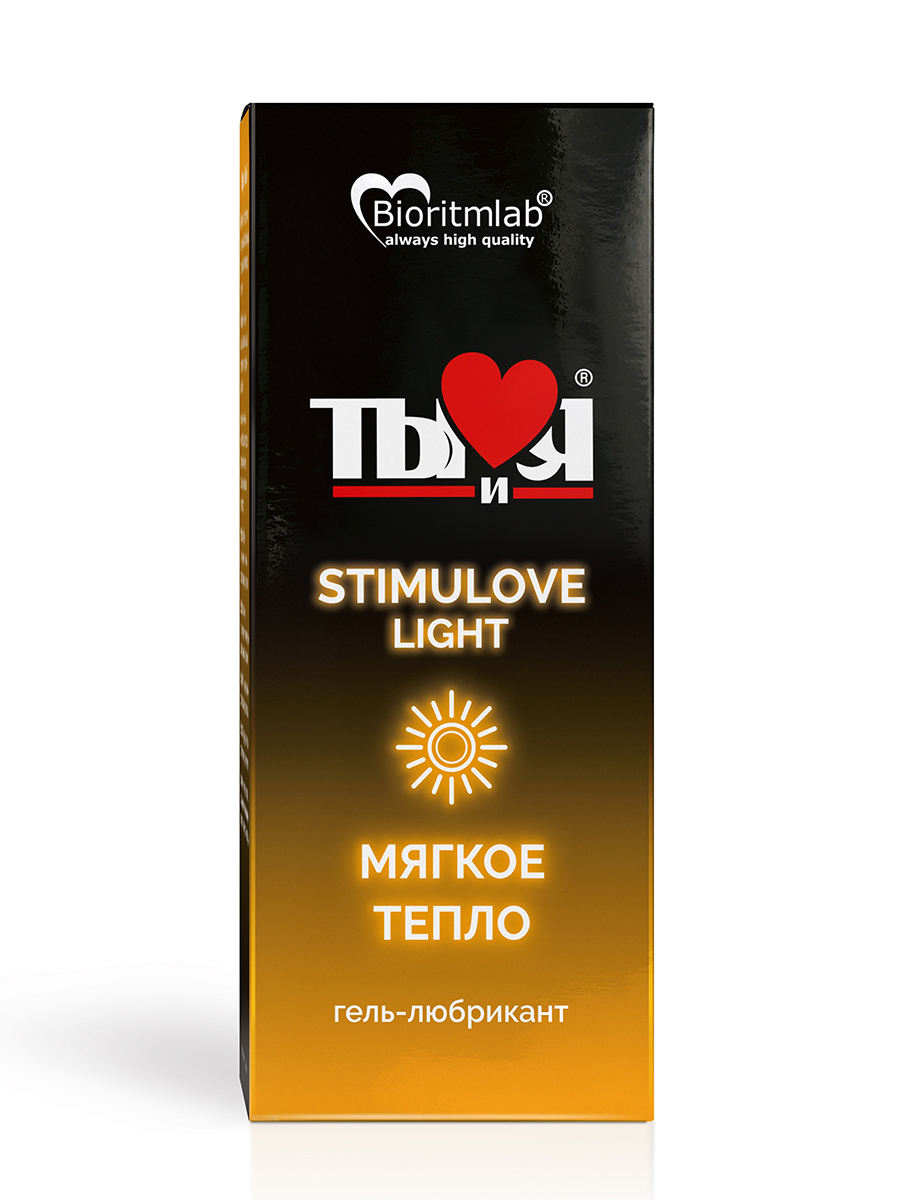 Bioritmlab®
always high quality
ТЫ И Я ®
STIMULOVE
LIGHT
МЯГКОЕ
ТЕПЛО
гель-любрикант